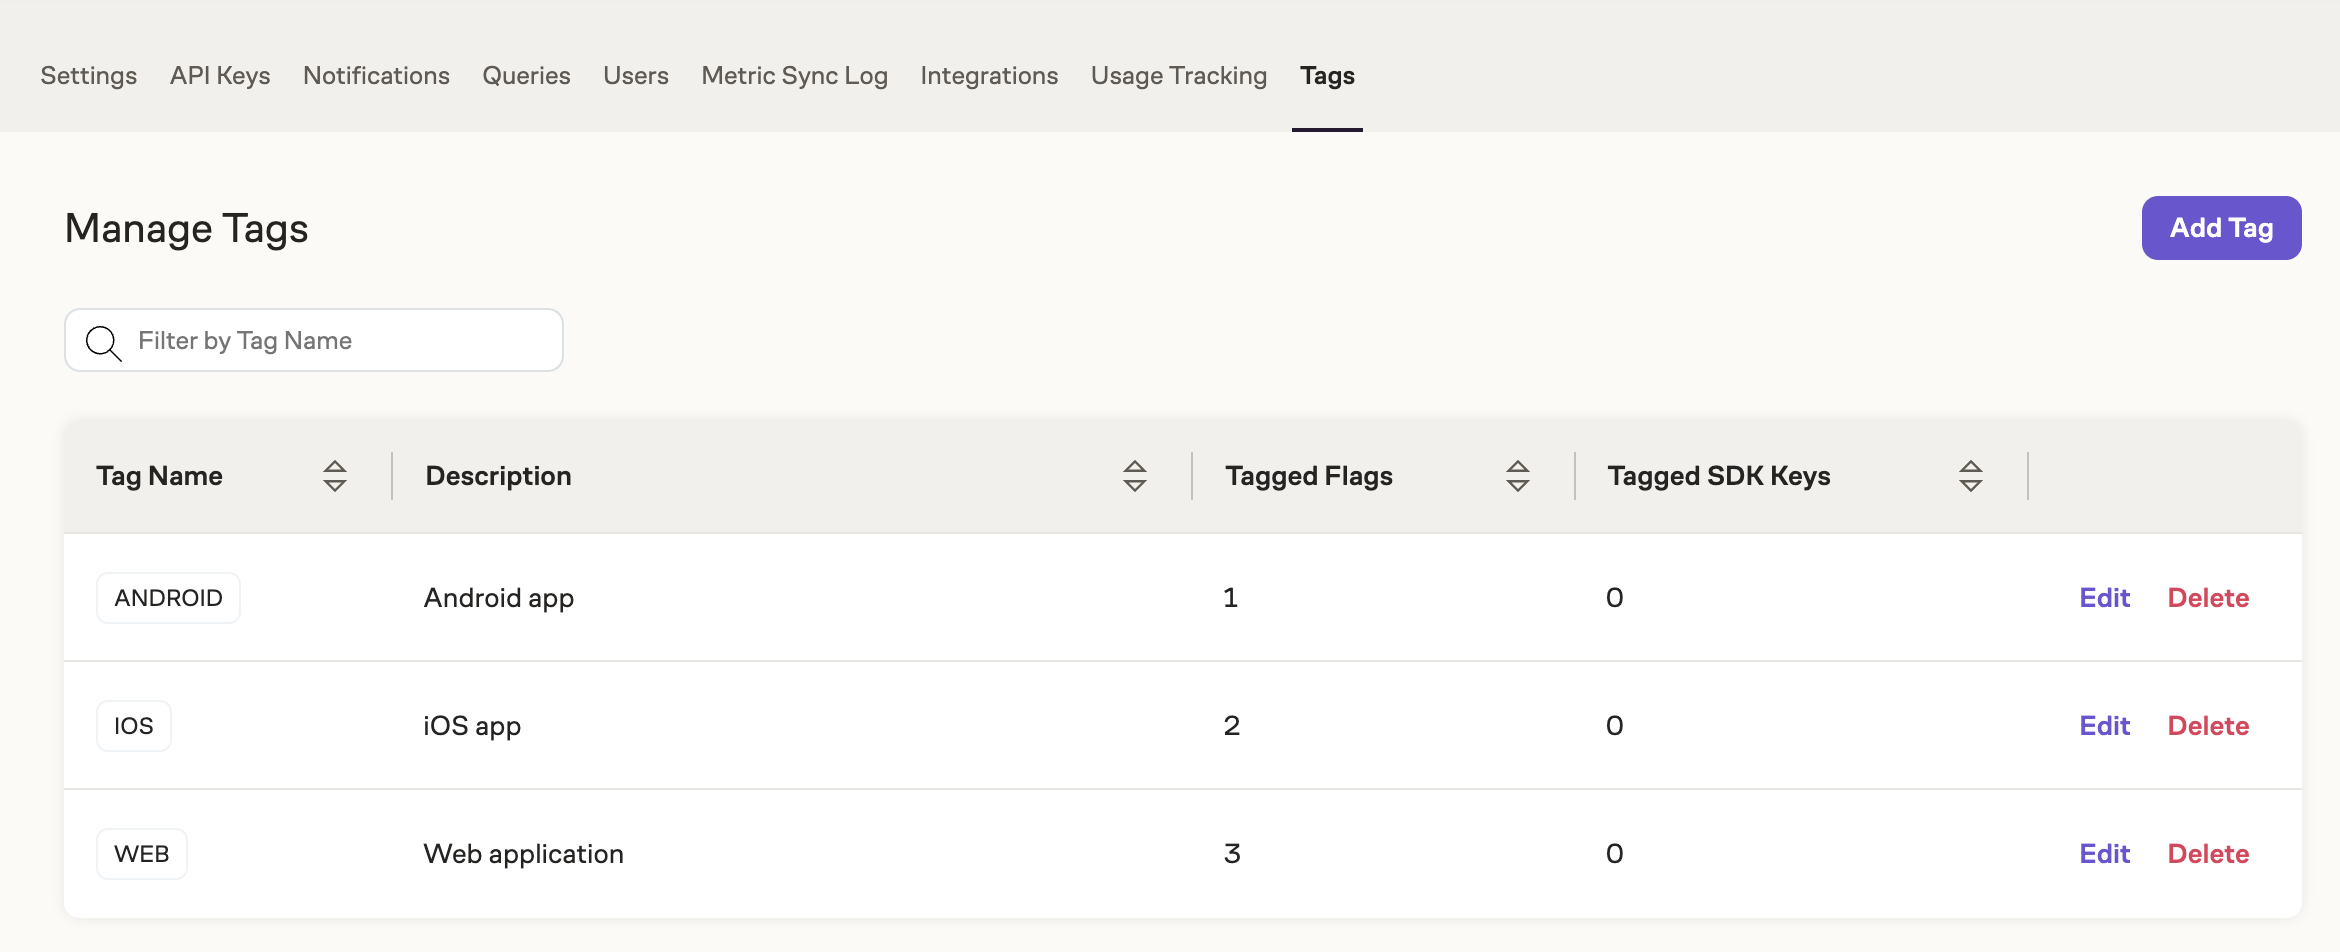 Settings API Keys Notifications Queries Users Metric Sync Log Integrations Usage Tracking Tags
Manage Tags Add Tag
Filter by Tag Name
Tag Name Description Tagged Flags Tagged SDK Keys
ANDROID Android app 1 0 Edit Delete
IOS iOS app 2 0 Edit Delete
WEB Web application 3 0 Edit Delete